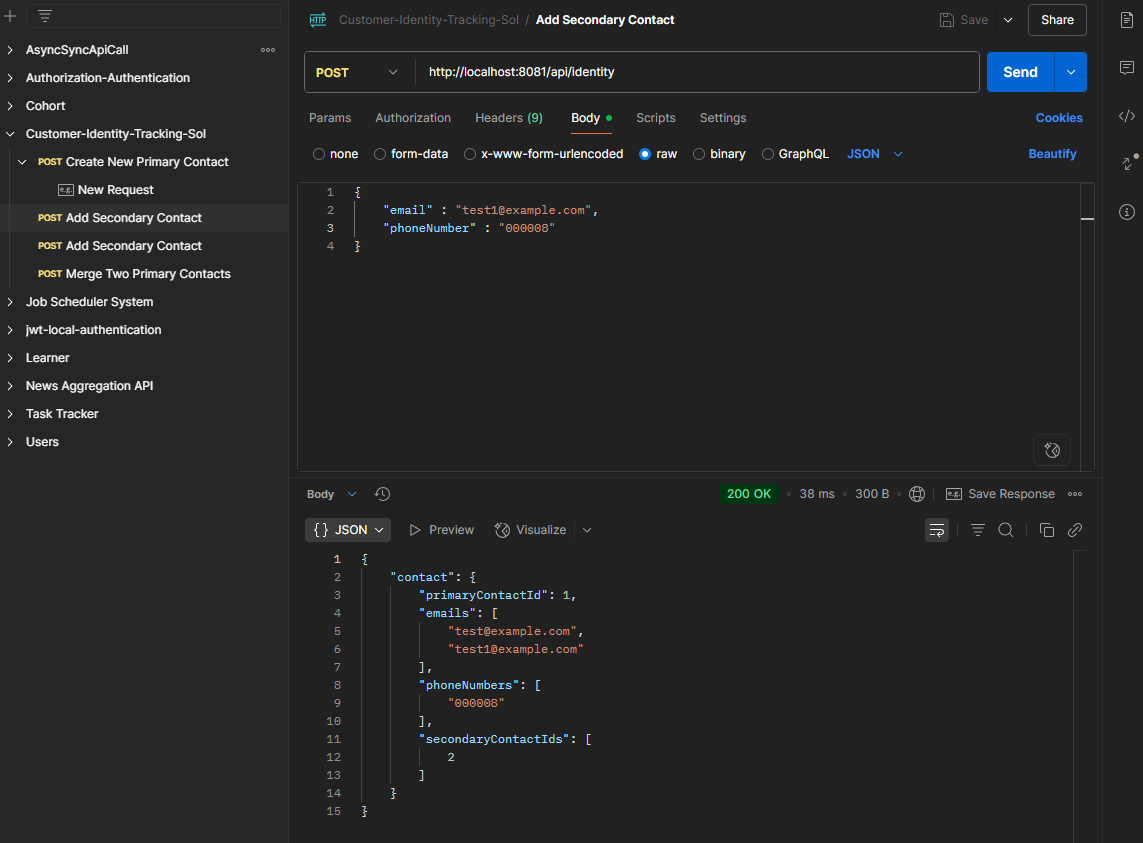 AsyncSyncApiCall
Authorization-Authentication
Cohort
Customer-Identity-Tracking-Sol
POST Create New Primary Contact
e.g. New Request
POST Add Secondary Contact
POST Add Secondary Contact
POST Merge Two Primary Contacts
Job Scheduler System
jwt-local-authentication
Learner
News Aggregation API
Task Tracker
Users
HTTP Customer-Identity-Tracking-Sol / Add Secondary Contact
Save Share
POST http://localhost:8081/api/identity Send
Params Authorization Headers (9) Body Scripts Settings Cookies
none form-data x-www-form-urlencoded raw binary GraphQL JSON Beautify
1 {
2 "email" : "test1@example.com",
3 "phoneNumber" : "000008"
4 }
Body 200 OK • 38 ms • 300 B • e.g. Save Response
{} JSON Preview Visualize
1 {
2 "contact": {
3 "primaryContactId": 1,
4 "emails": [
5 "test@example.com",
6 "test1@example.com"
7 ],
8 "phoneNumbers": [
9 "000008"
10 ],
11 "secondaryContactIds": [
12 2
13 ]
14 }
15 }